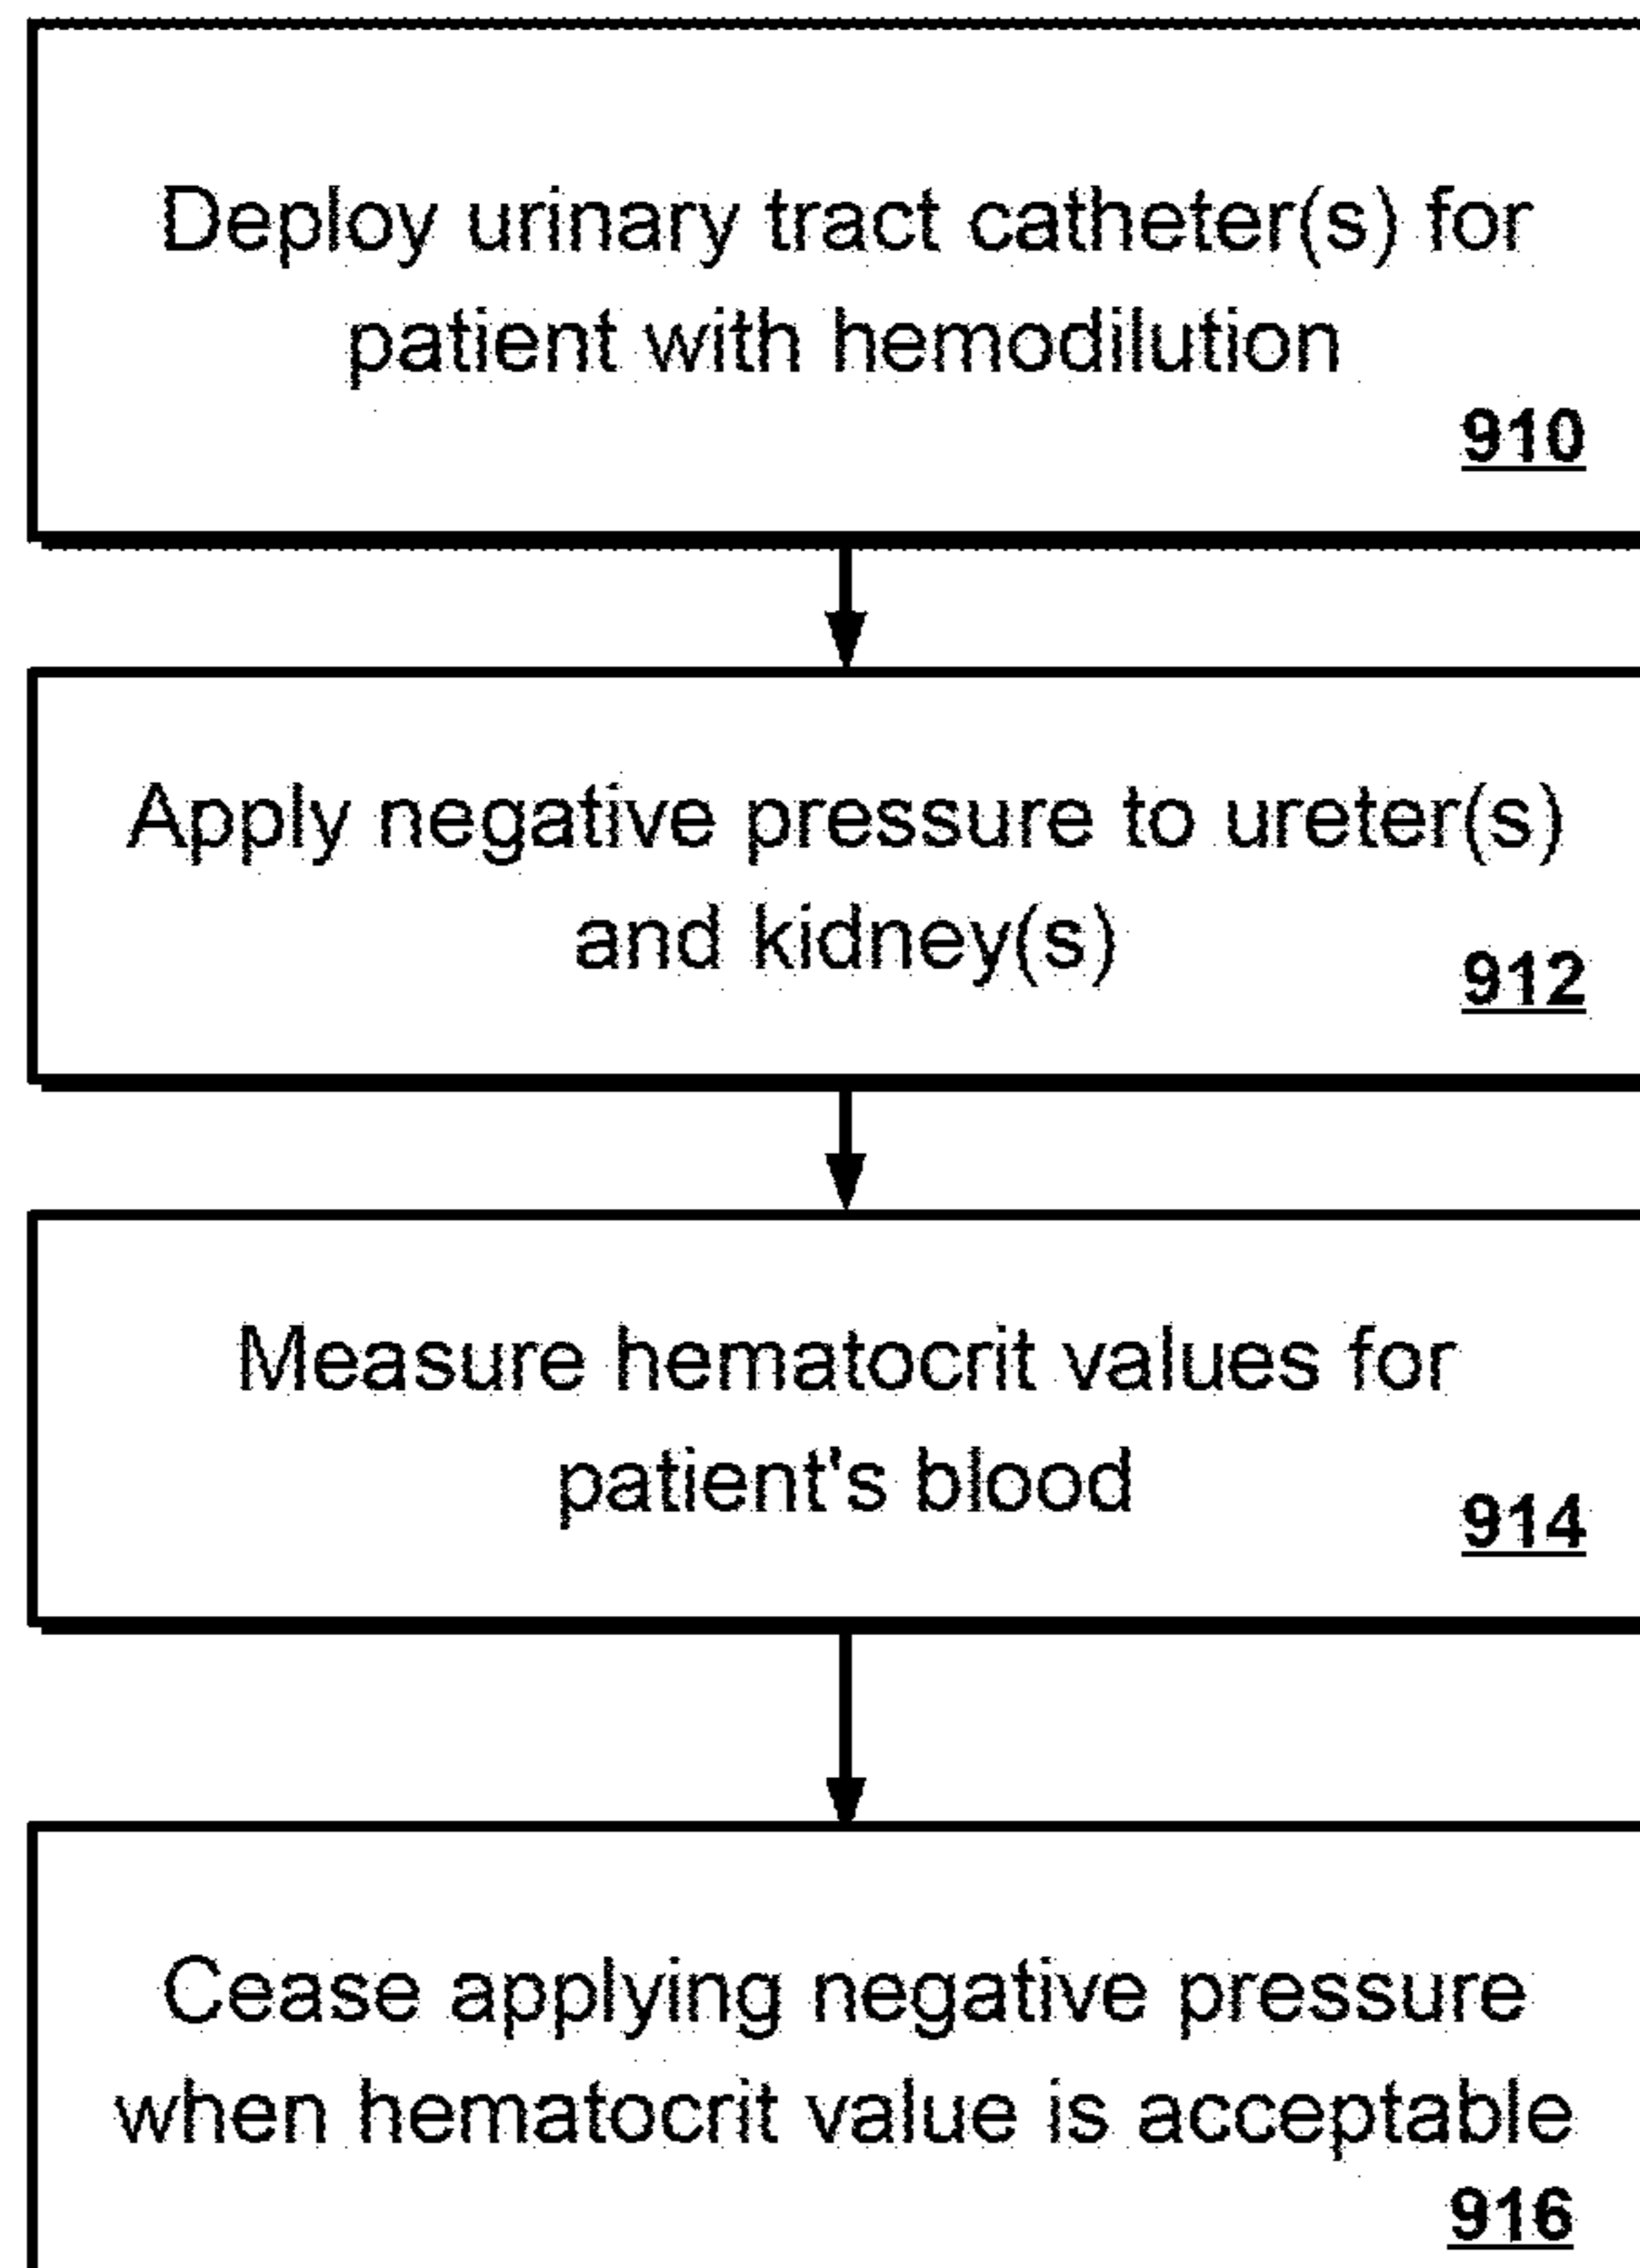 Deploy urinary tract catheter(s) for
patient with hemodilution
910
Apply negative pressure to ureter(s)
and kidney(s)
912
Measure hematocrit values for
patient's blood
914
Cease applying negative pressure
when hematocrit value is acceptable
916